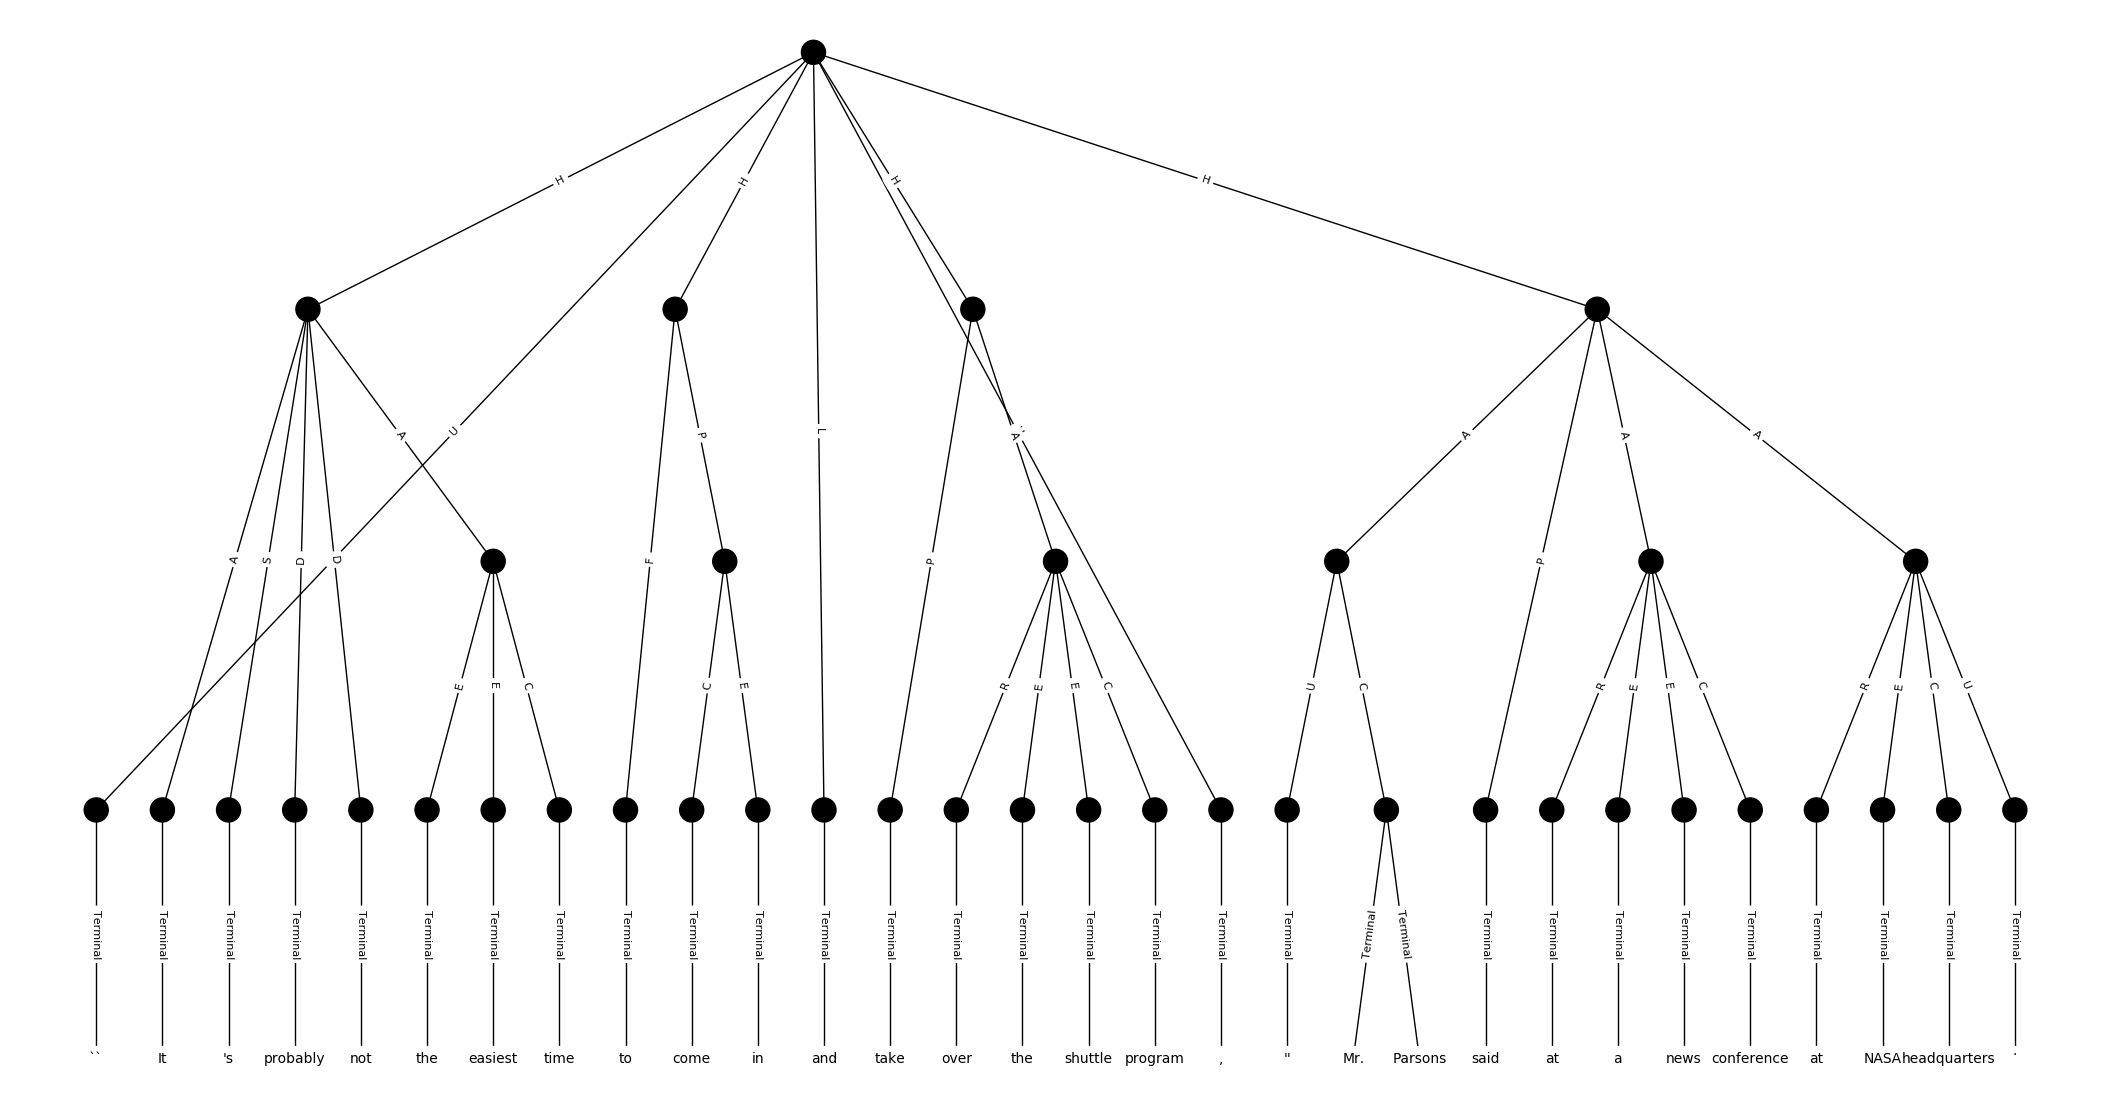 H H H H
A U P L A U A P A A
A S D D F P
E E C C E R E E C U C R E E C R E C U
Terminal Terminal Terminal Terminal Terminal Terminal Terminal Terminal Terminal Terminal Terminal Terminal Terminal Terminal Terminal Terminal Terminal Terminal Terminal Terminal Terminal Terminal Terminal Terminal Terminal Terminal Terminal Terminal Terminal Terminal
`` It 's probably not the easiest time to come in and take over the shuttle program , " Mr. Parsons said at a news conference at NASA headquarters .